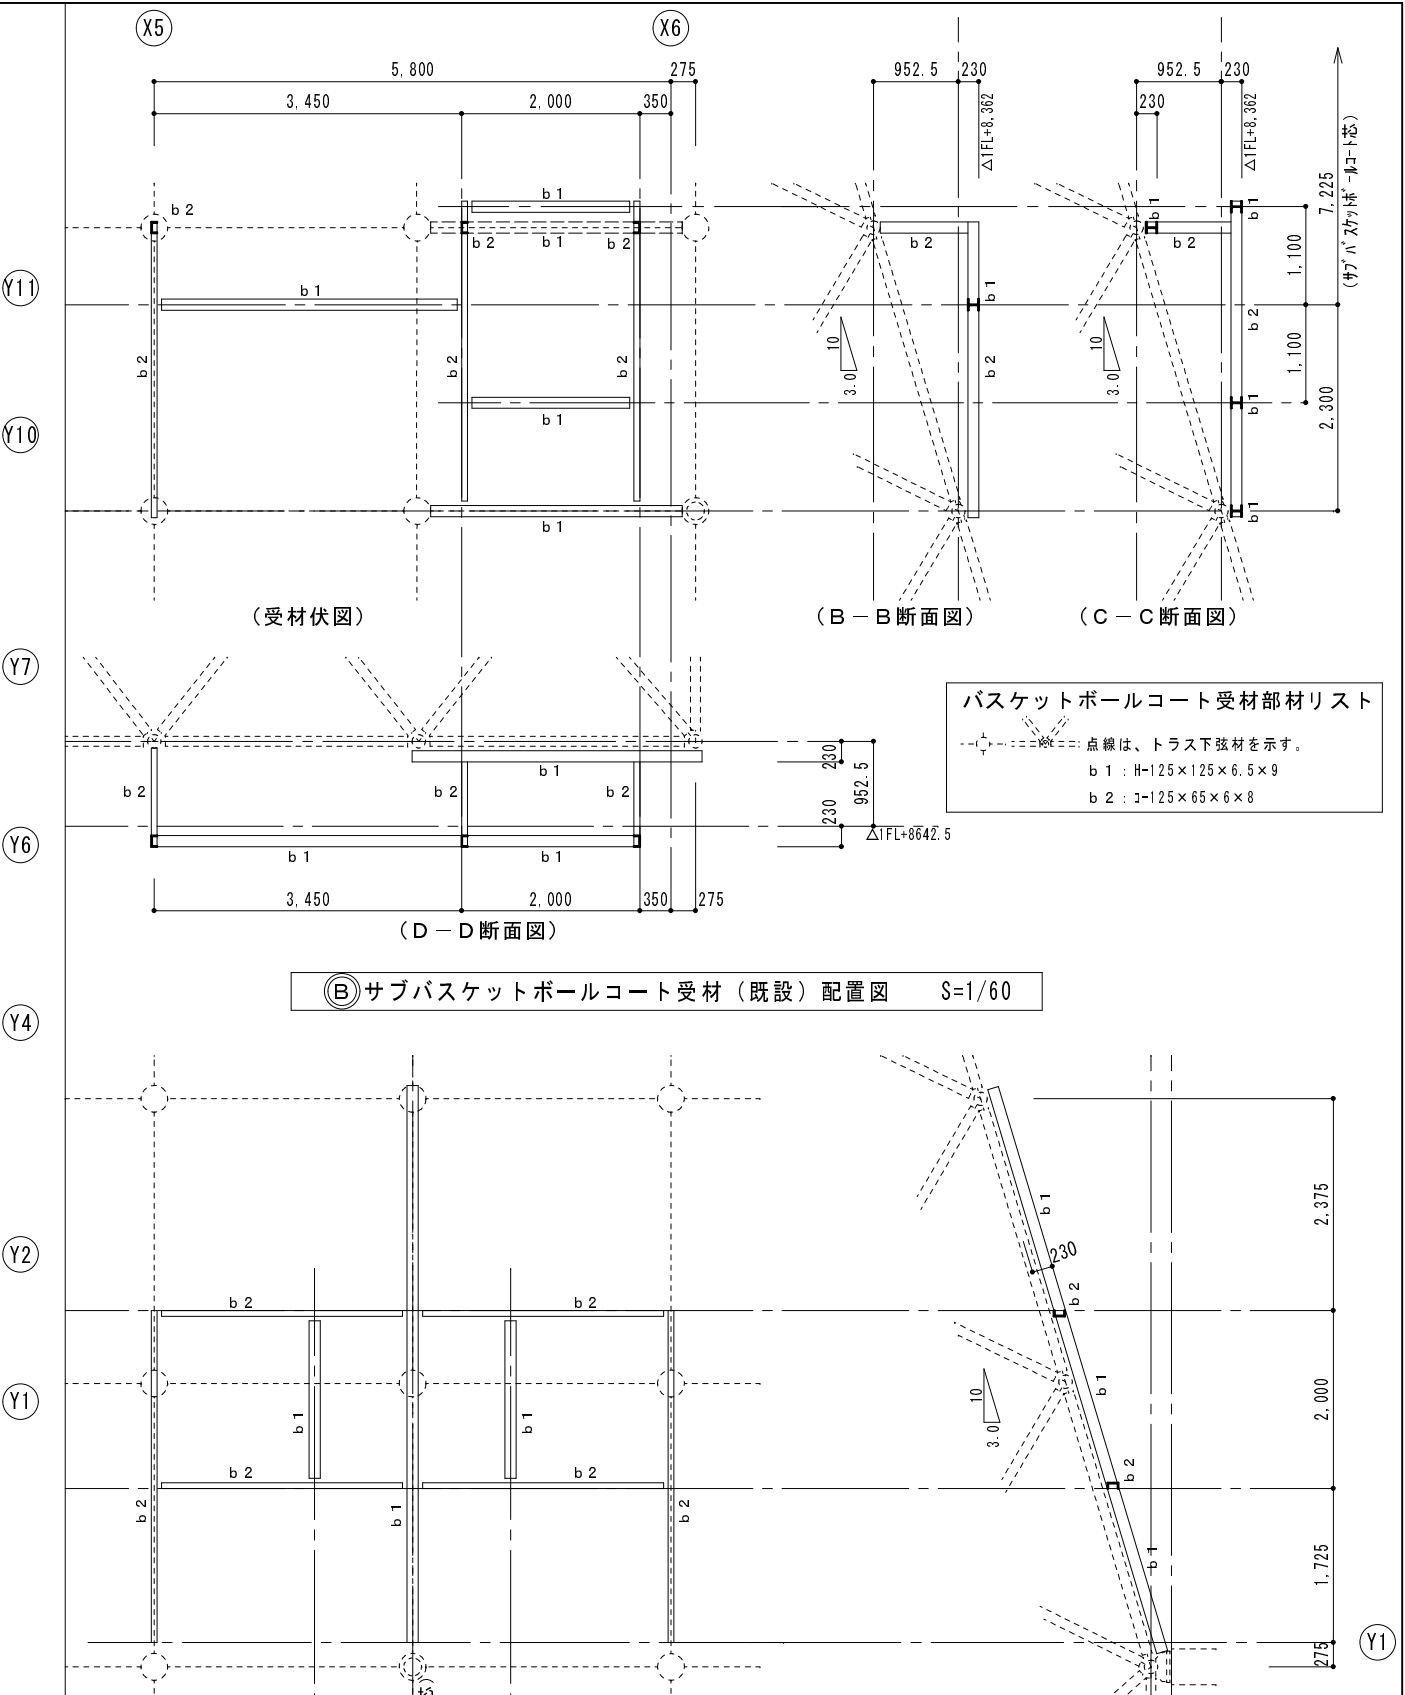 X5
X6
5,800
275
3,450
2,000
350
952.5
230
△1FL+8,362
952.5
230
230
△1FL+8,362
7,225
(サブバスケットボールコート芯)
b2
b1
b2
b1
b2
b2
b1
b1
b2
Y11
b1
1,100
b2
b2
b2
b1
10
3.0
b2
10
3.0
b2
b1
1,100
2,300
Y10
b1
b1
(受材伏図)
(B-B断面図)
(C-C断面図)
Y7
バスケットボールコート受材部材リスト
点線は、トラス下弦材を示す。
b1 : H-125×125×6.5×9
b2 : コ-125×65×6×8
b1
b2
b2
b2
230
952.5
230
△1FL+8642.5
Y6
b1
b1
3,450
2,000
350
275
(D-D断面図)
B サブバスケットボールコート受材(既設)配置図 S=1/60
Y4
b1
2,375
Y2
230
b2
b2
b2
b1
b1
b1
2,000
10
3.0
Y1
b2
b2
b2
b2
b1
b2
b1
1,725
275
Y1